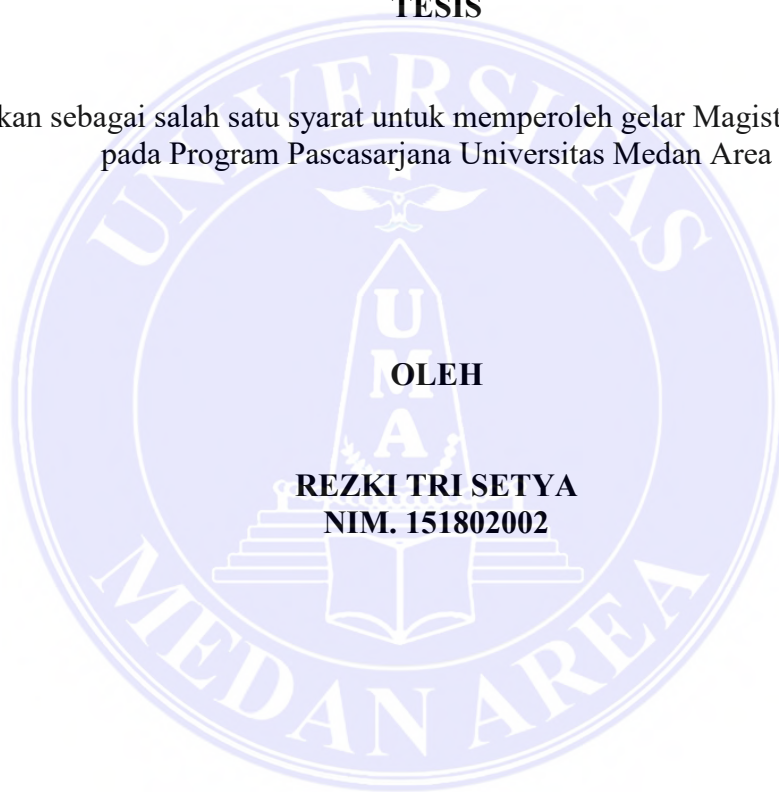 TESIS
kan sebagai salah satu syarat untuk memperoleh gelar Magist
pada Program Pascasarjana Universitas Medan Area
UNIVERSITAS
U
M
A
OLEH
REZKI TRI SETYA
NIM. 151802002
MEDAN AREA